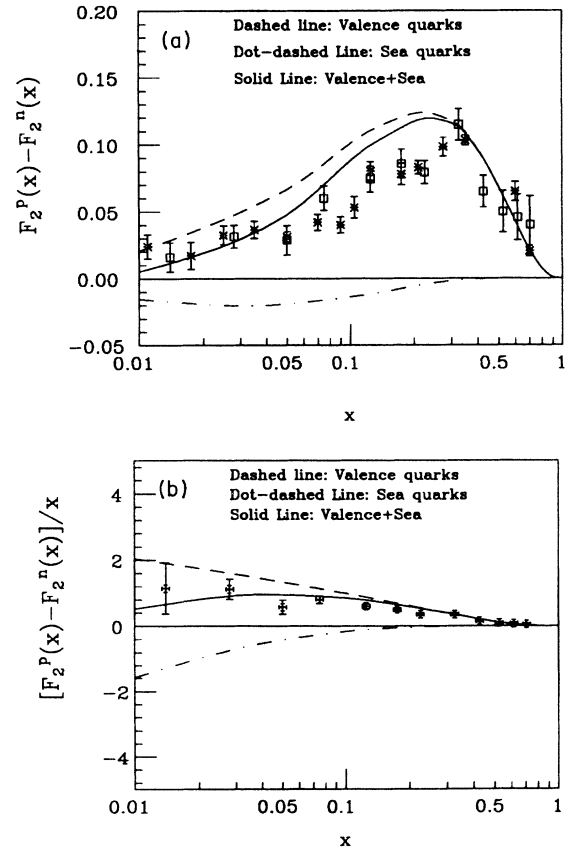 (a)
Dashed line: Valence quarks
Dot-dashed Line: Sea quarks
Solid Line: Valence+Sea
F₂ᵖ(x)−F₂ⁿ(x)
0.20
0.15
0.10
0.05
0.00
−0.05
0.01
0.05
0.1
0.5
1
x
(b)
Dashed line: Valence quarks
Dot-dashed Line: Sea quarks
Solid Line: Valence+Sea
[F₂ᵖ(x)−F₂ⁿ(x)]/x
4
2
0
−2
−4
0.01
0.05
0.1
0.5
1
x